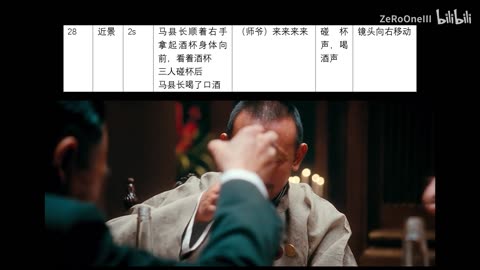 ZeRoOneIII bilibili
28 近景 2s 马县长顺着右手 （师爷）来来来来 碰杯 镜头向右移动
拿起酒杯身体向 声，喝
前，看着酒杯 酒声
三人碰杯后
马县长喝了口酒